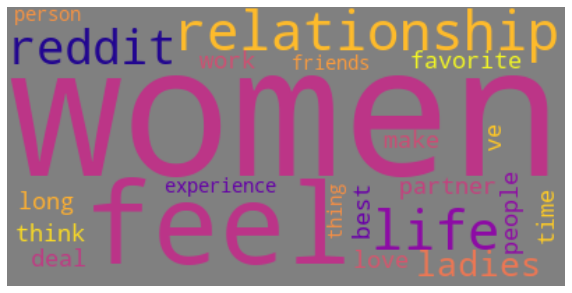 person
reddit
relationship
work
friends
favorite
women
make
ve
long
think
deal
experience
feel
thing
best
life
partner
people
time
love
ladies